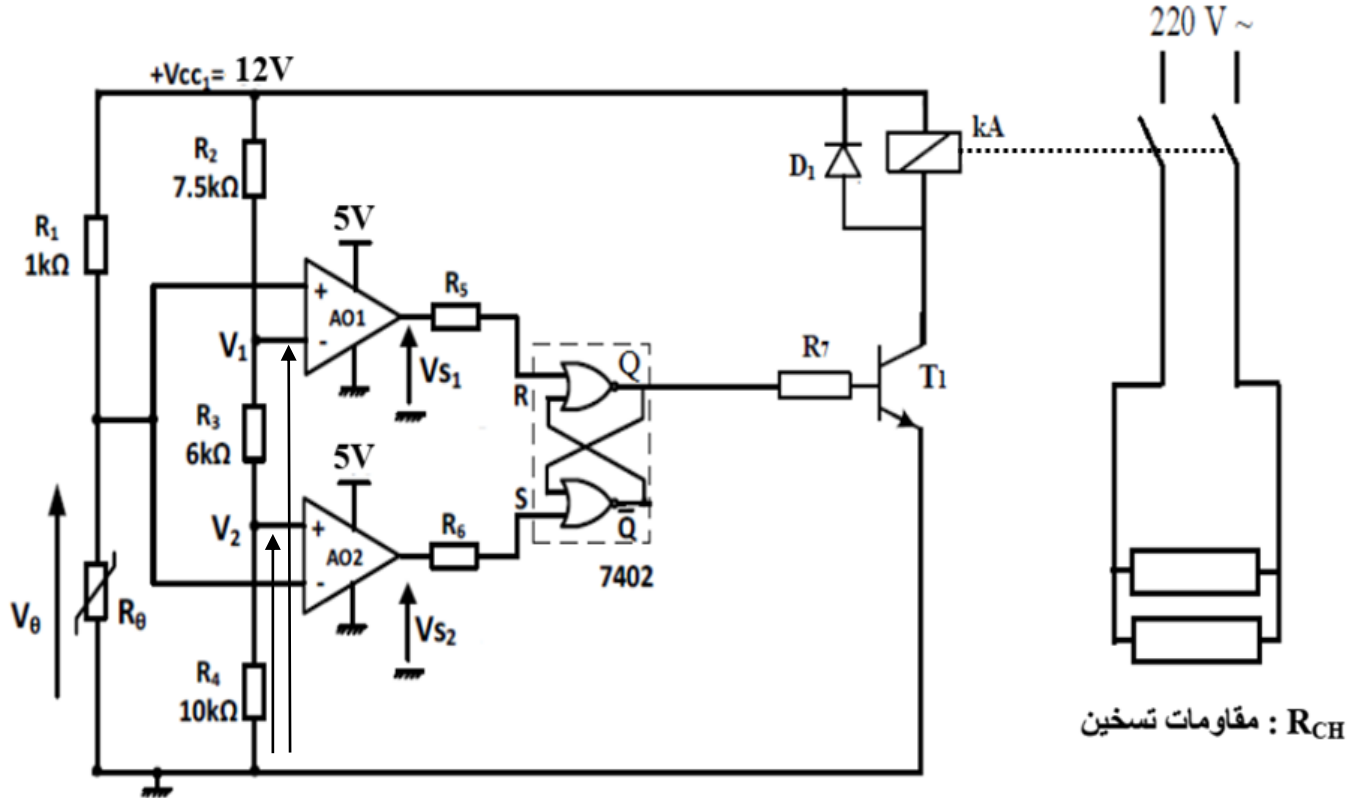 220 V ~
+Vcc₁= 12V
R₂
7.5kΩ
kA
D₁
R₁
1kΩ
5V
+
AO1
-
R₅
V₁
Vs₁
R₃
6kΩ
R
Q
R₇
T₁
5V
S
Q̅
V₂
+
AO2
-
R₆
7402
Vθ
Rθ
Vs₂
R₄
10kΩ
R_CH : مقاومات تسخين